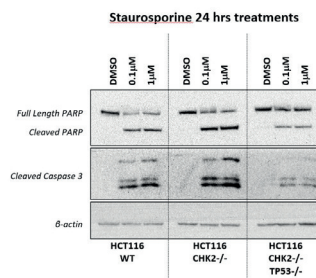 Staurosporine 24 hrs treatments
DMSO 0.1µM 1µM DMSO 0.1µM 1µM DMSO 0.1µM 1µM
Full Length PARP
Cleaved PARP
Cleaved Caspase 3
β-actin
HCT116 HCT116 HCT116
WT CHK2-/- CHK2-/-
TP53-/-